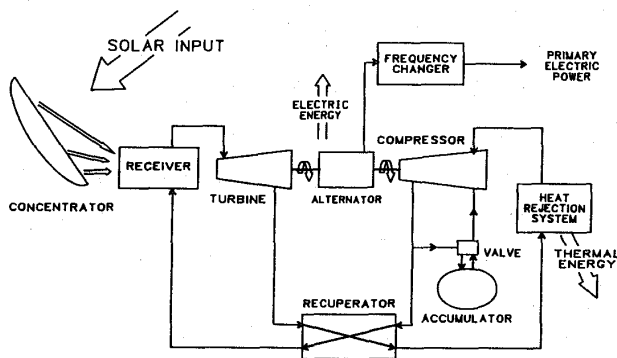 SOLAR INPUT
FREQUENCY
CHANGER
PRIMARY
ELECTRIC
POWER
ELECTRIC
ENERGY
COMPRESSOR
RECEIVER
TURBINE
ALTERNATOR
CONCENTRATOR
HEAT
REJECTION
SYSTEM
THERMAL
ENERGY
VALVE
ACCUMULATOR
RECUPERATOR